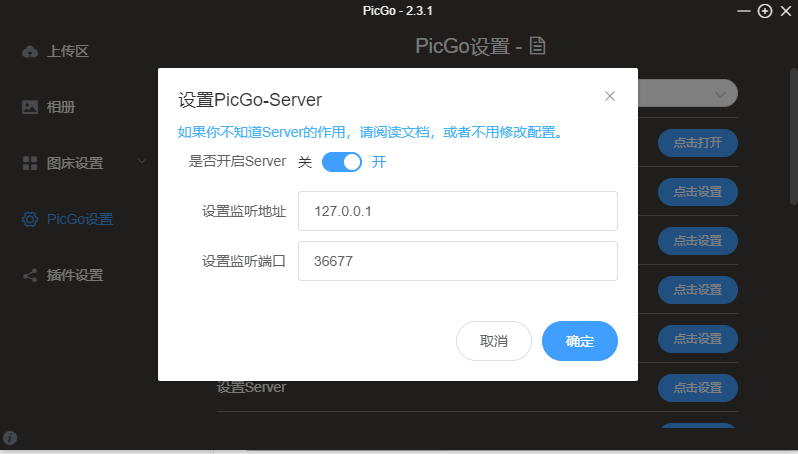 PicGo - 2.3.1
上传区
相册
图床设置
PicGo设置
插件设置
PicGo设置 -
设置PicGo-Server
如果你不知道Server的作用，请阅读文档，或者不用修改配置。
是否开启Server 关 开
设置监听地址 127.0.0.1
设置监听端口 36677
取消 确定
点击打开
点击设置
点击设置
点击设置
点击设置
设置Server 点击设置